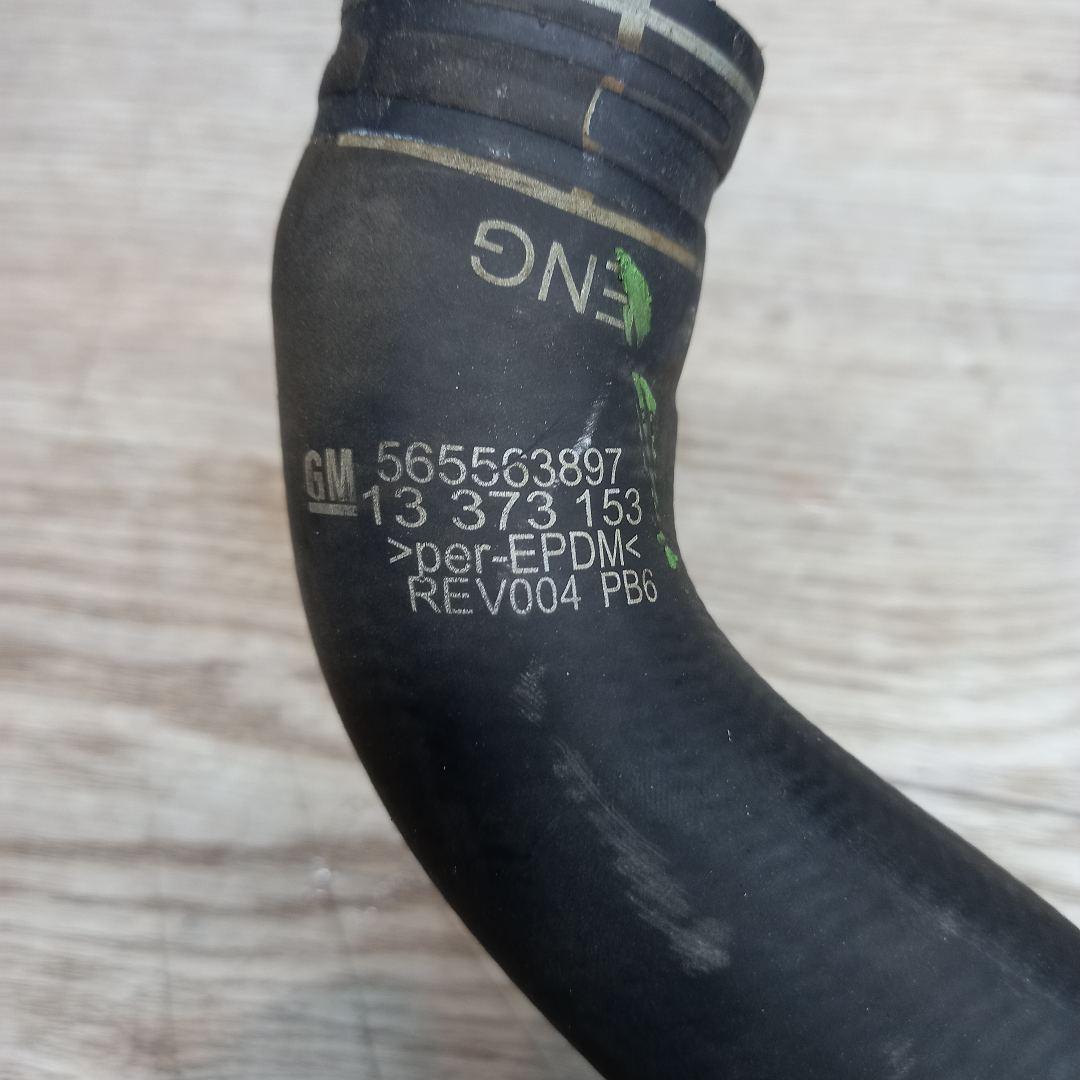 ENG
GM 565563897
13 373 153
>per-EPDM<
REV004 PB6